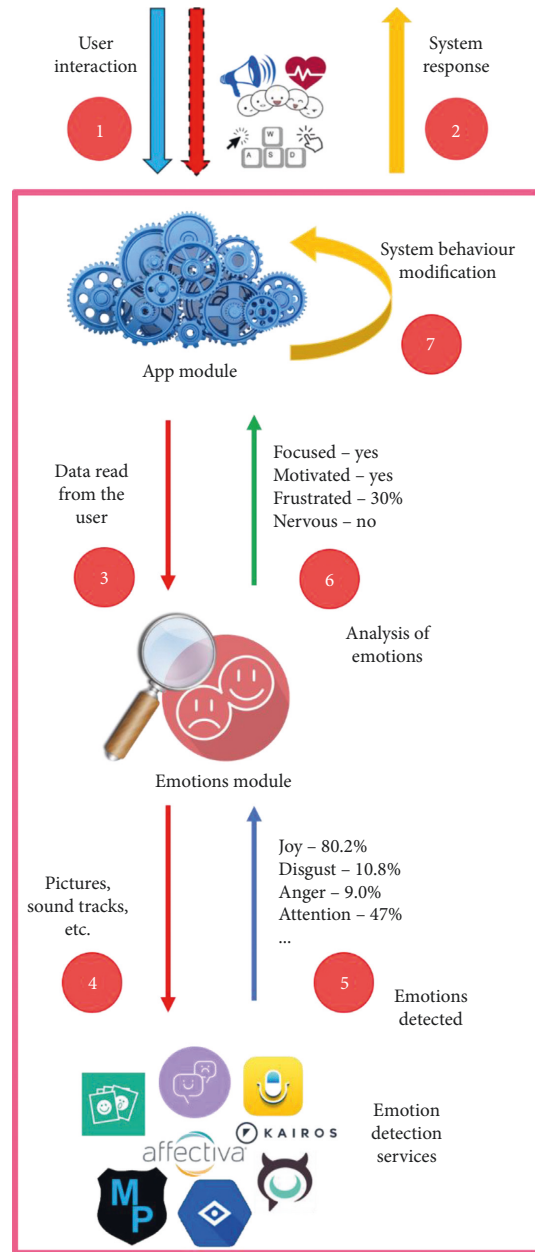 User
interaction
1
W
A S D
System
response
2
System behaviour
modification
7
App module
Data read
from the
user
3
Focused – yes
Motivated – yes
Frustrated – 30%
Nervous – no
6
Analysis of
emotions
Emotions module
Pictures,
sound tracks,
etc.
4
Joy – 80.2%
Disgust – 10.8%
Anger – 9.0%
Attention – 47%
...
5
Emotions
detected
KAIROS
affectiva
MP
Emotion
detection
services